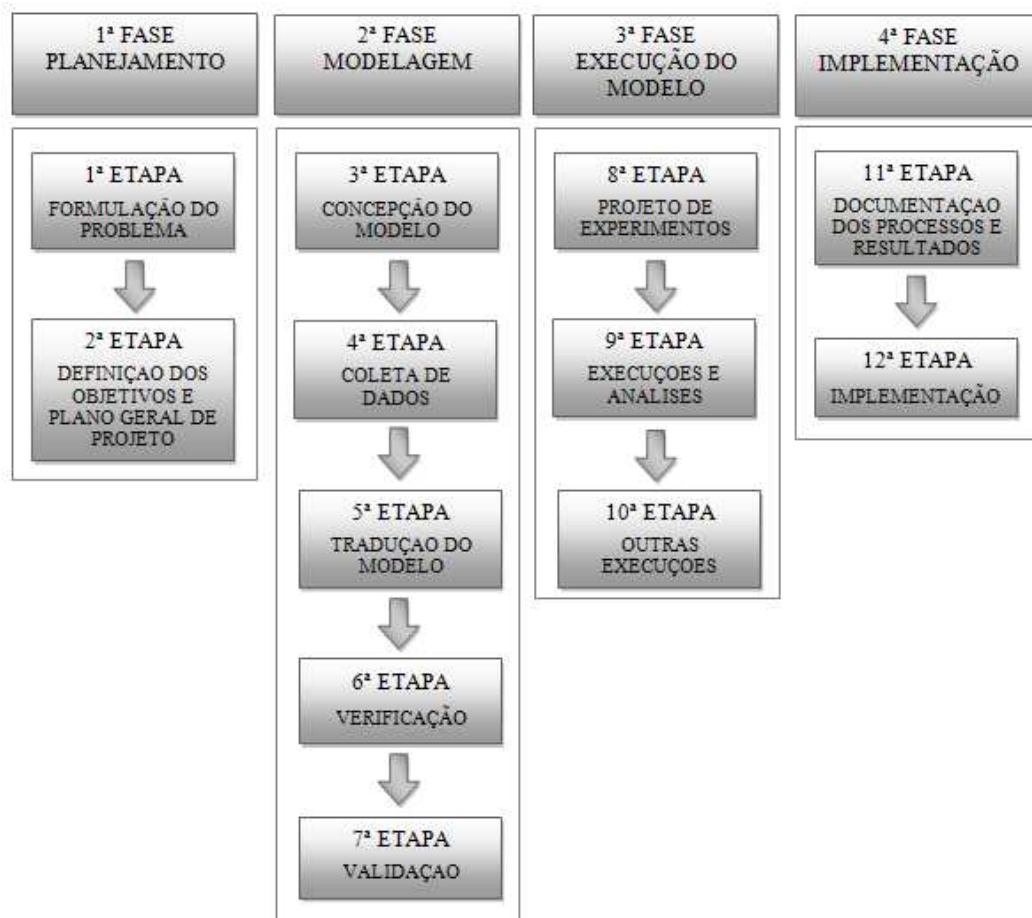 1ª FASE
PLANEJAMENTO
1ª ETAPA
FORMULAÇÃO DO
PROBLEMA
2ª ETAPA
DEFINIÇAO DOS
OBJETIVOS E
PLANO GERAL DE
PROJETO
2ª FASE
MODELAGEM
3ª ETAPA
CONCEPÇÃO DO
MODELO
4ª ETAPA
COLETA DE
DADOS
5ª ETAPA
TRADUÇAO DO
MODELO
6ª ETAPA
VERIFICAÇÃO
7ª ETAPA
VALIDAÇAO
3ª FASE
EXECUÇÃO DO
MODELO
8ª ETAPA
PROJETO DE
EXPERIMENTOS
9ª ETAPA
EXECUÇOES E
ANÁLISES
10ª ETAPA
OUTRAS
EXECUÇOES
4ª FASE
IMPLEMENTAÇÃO
11ª ETAPA
DOCUMENTAÇAO
DOS PROCESSOS E
RESULTADOS
12ª ETAPA
IMPLEMENTAÇÃO